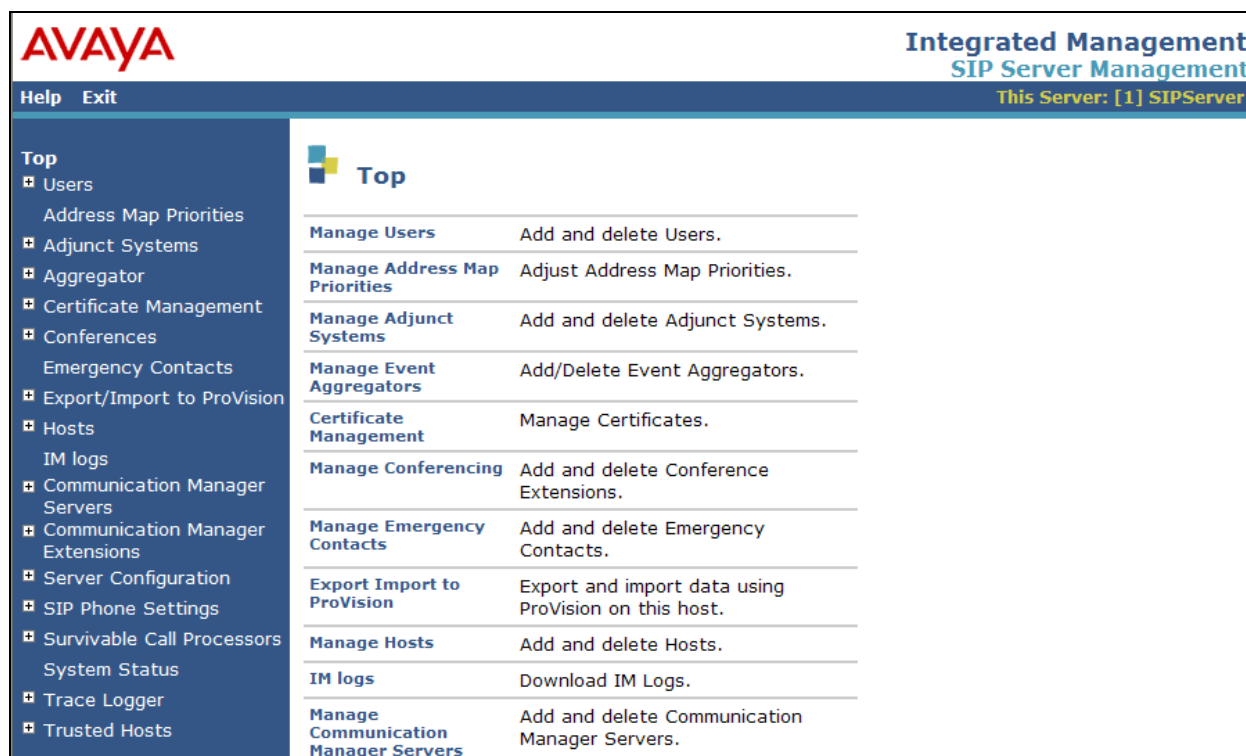 AVAYA
Integrated Management
SIP Server Management
Help Exit
This Server: [1] SIPServer
Top
Users
Address Map Priorities
Adjunct Systems
Aggregator
Certificate Management
Conferences
Emergency Contacts
Export/Import to ProVision
Hosts
IM logs
Communication Manager
Servers
Communication Manager
Extensions
Server Configuration
SIP Phone Settings
Survivable Call Processors
System Status
Trace Logger
Trusted Hosts
Top
Manage Users Add and delete Users.
Manage Address Map Adjust Address Map Priorities.
Priorities
Manage Adjunct Add and delete Adjunct Systems.
Systems
Manage Event Add/Delete Event Aggregators.
Aggregators
Certificate Manage Certificates.
Management
Manage Conferencing Add and delete Conference
Extensions.
Manage Emergency Add and delete Emergency
Contacts Contacts.
Export Import to Export and import data using
ProVision ProVision on this host.
Manage Hosts Add and delete Hosts.
IM logs Download IM Logs.
Manage Add and delete Communication
Communication Manager Servers.
Manager Servers